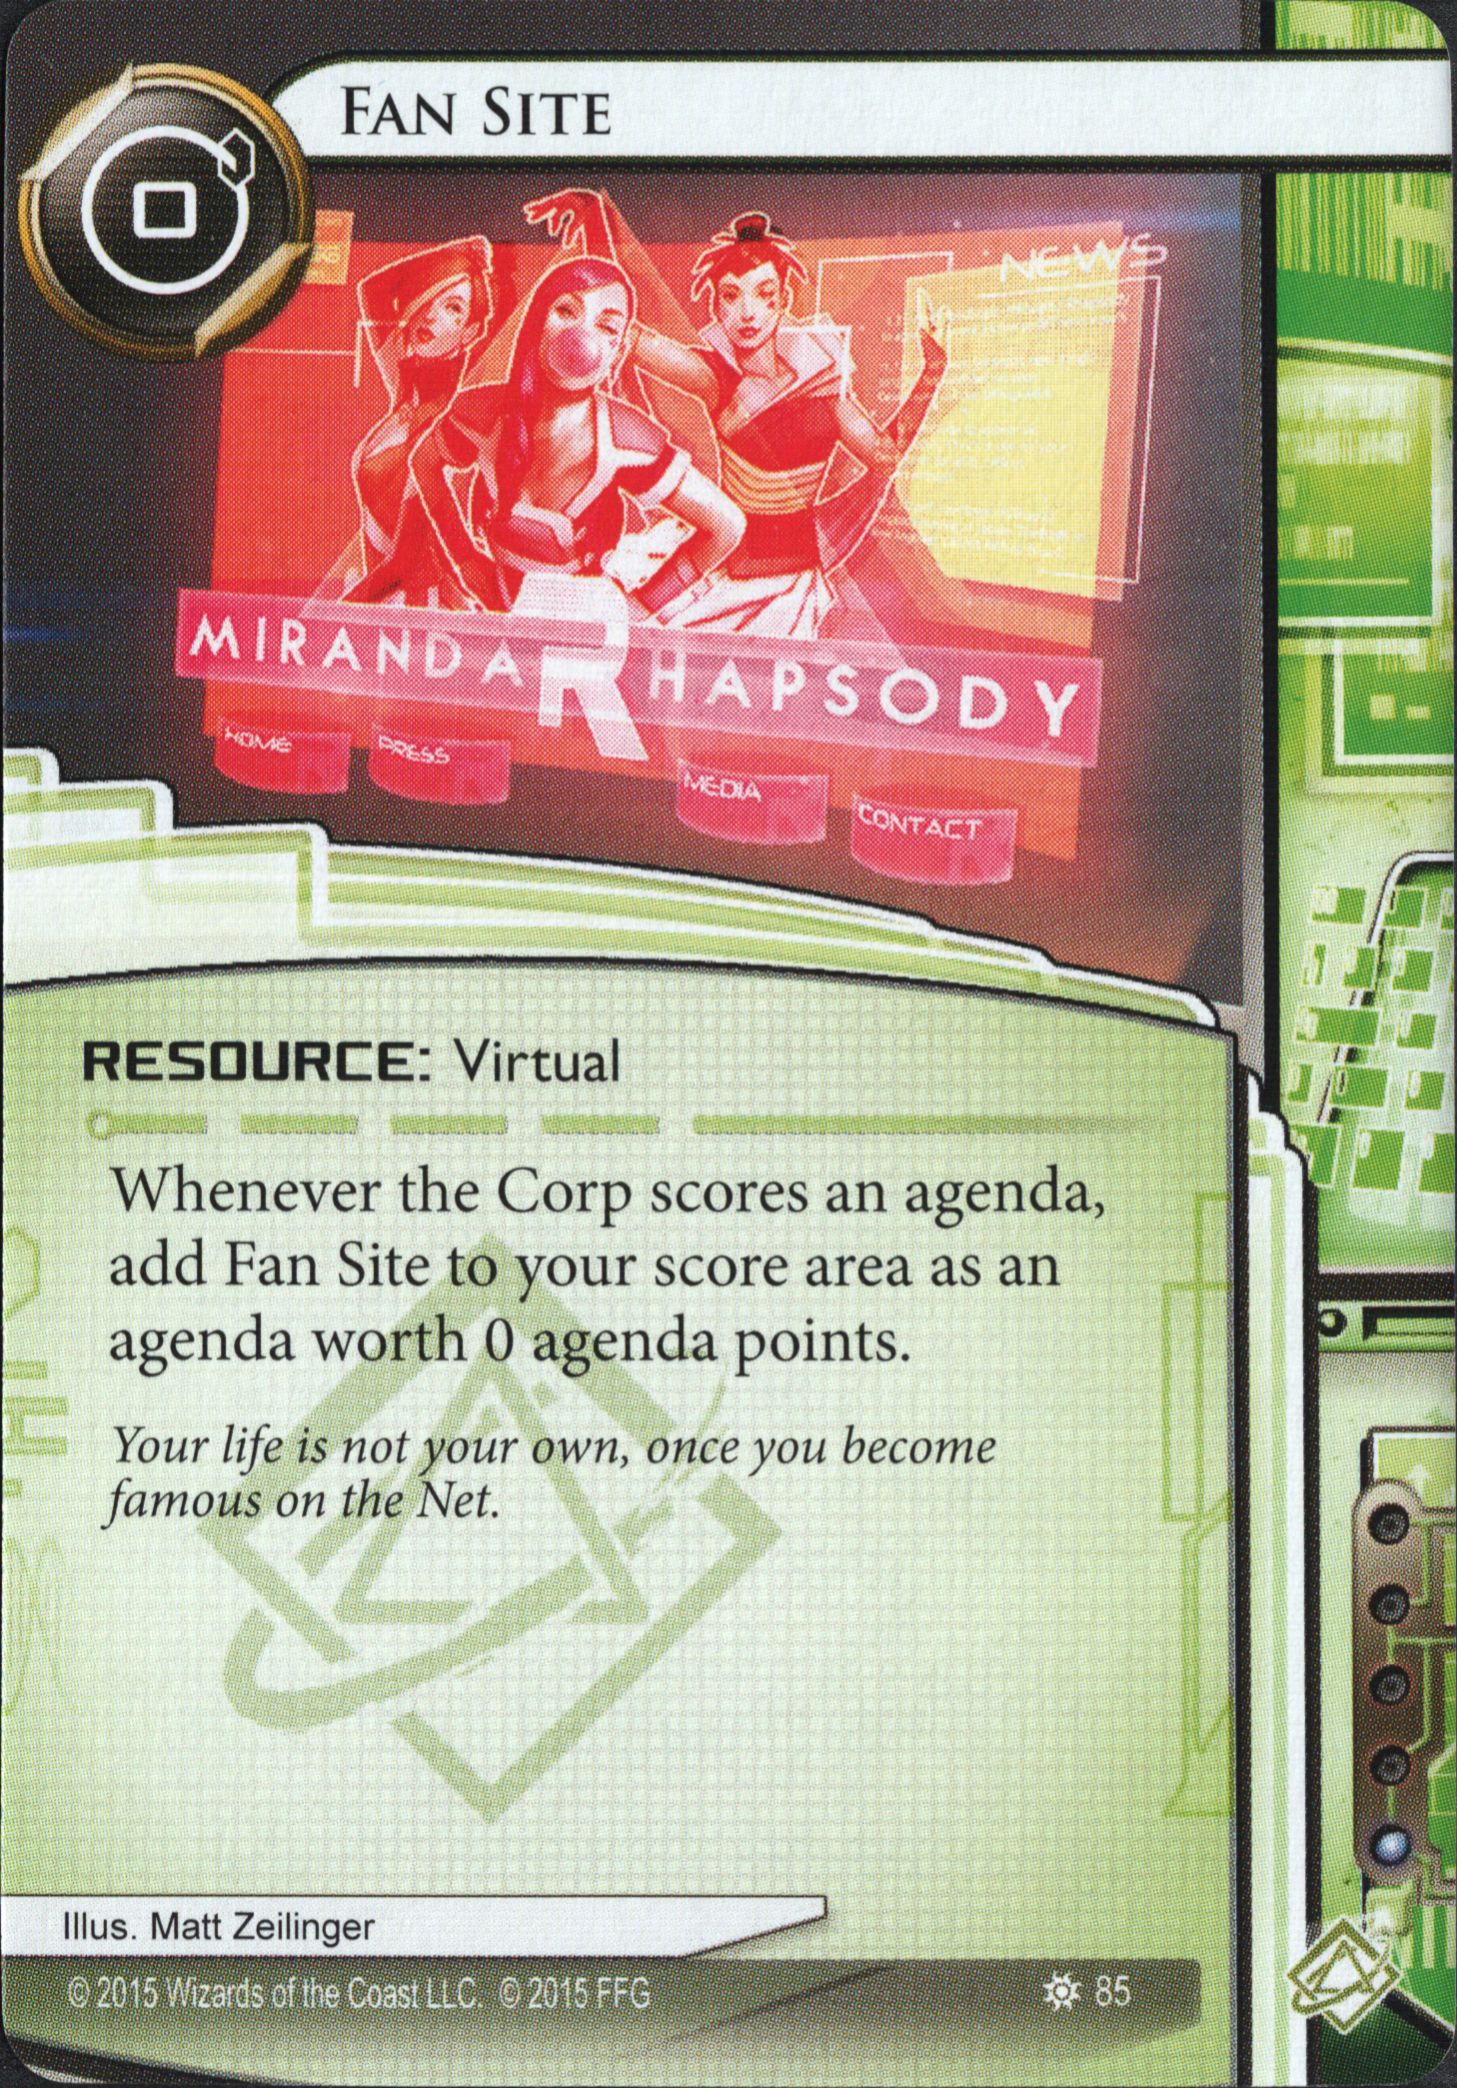 0
FAN SITE
NEWS
MIRANDA RHAPSODY
HOME
PRESS
MEDIA
CONTACT
RESOURCE: Virtual
Whenever the Corp scores an agenda,
add Fan Site to your score area as an
agenda worth 0 agenda points.
Your life is not your own, once you become
famous on the Net.
Illus. Matt Zeilinger
© 2015 Wizards of the Coast LLC. © 2015 FFG
85